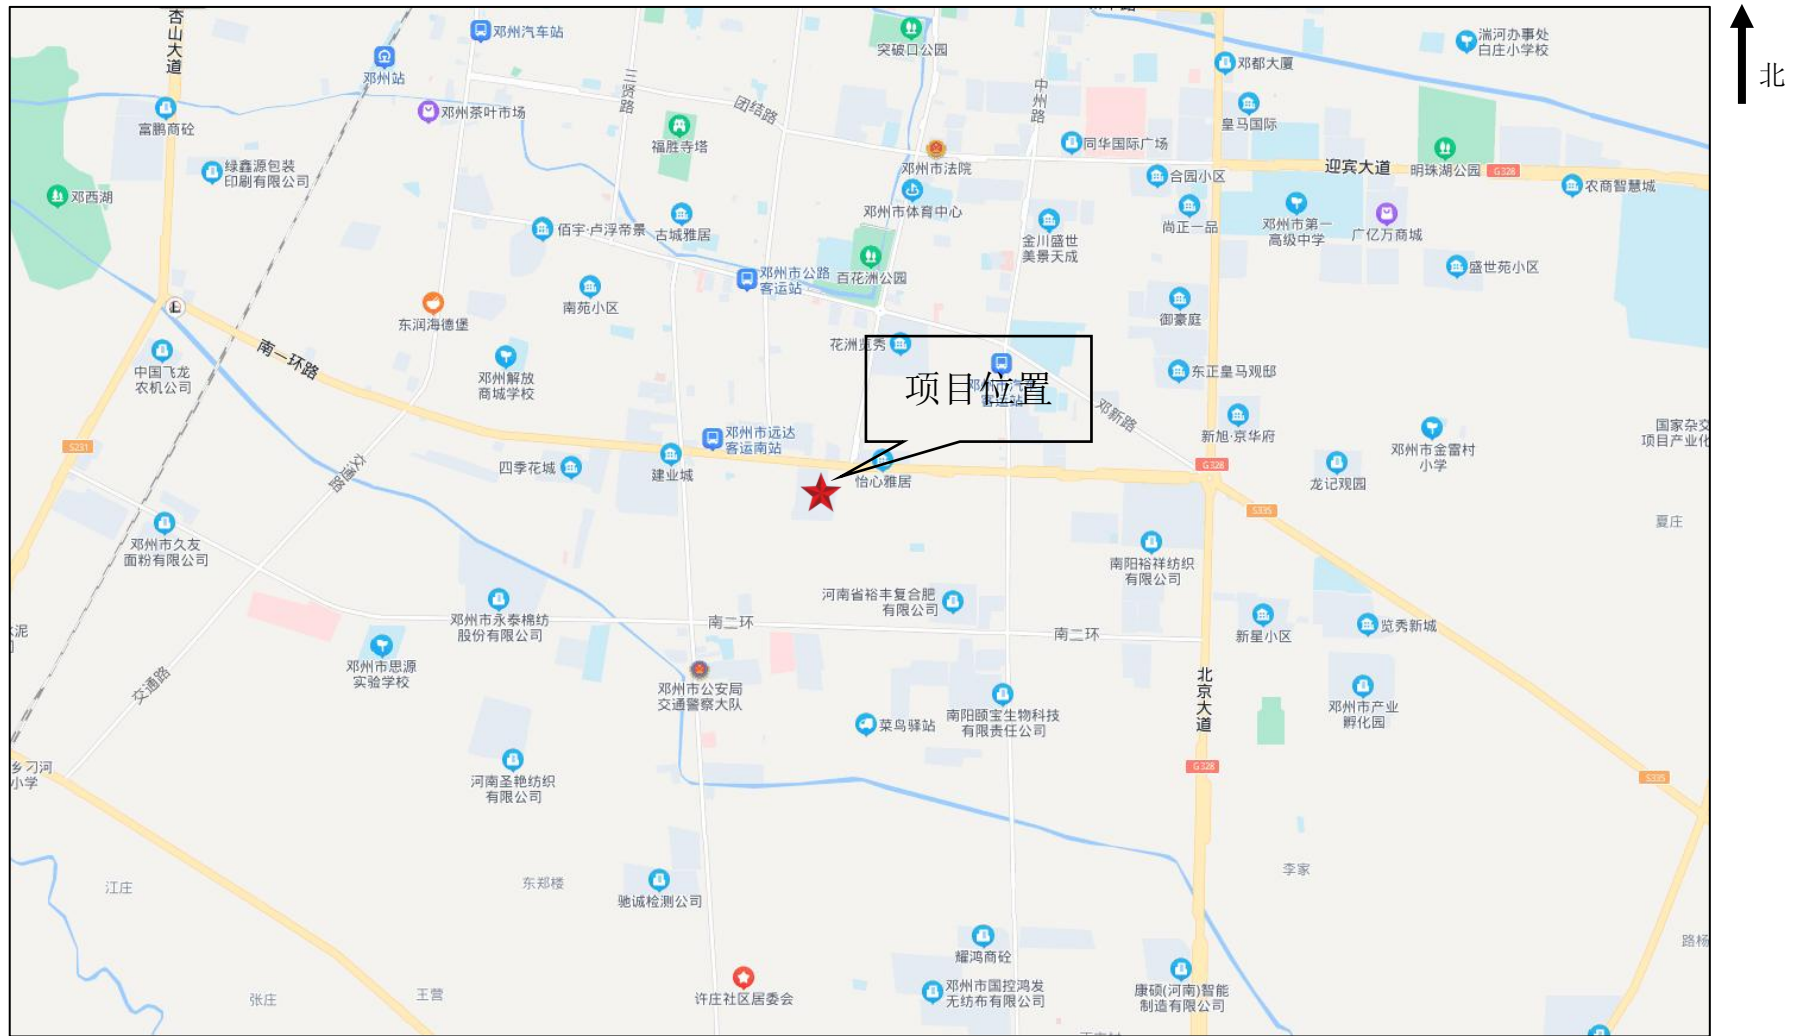 杏山大道
邓州汽车站
突破口公园
湍河办事处
白庄小学校
邓州站
邓都大厦
北
三贤路
中州路
团结路
富鹏商砼
邓州茶叶市场
皇马国际
福胜寺塔
同华国际广场
绿鑫源包装
印刷有限公司
邓州市法院
迎宾大道
明珠湖公园
G328
合园小区
农商智慧城
邓西湖
邓州市体育中心
佰宇·卢浮帝景
古城雅居
金川盛世
美景天成
尚正一品
邓州市第一
高级中学
广亿万商城
邓州市公路
客运站
百花洲公园
盛世苑小区
南苑小区
东润海德堡
御豪庭
南一环路
花洲览秀
中国飞龙
农机公司
邓州解放
商城学校
项目位置
东正皇马观邸
邓新路
新旭·京华府
邓州市远达
客运南站
S231
国家杂交
项目产业化
邓州市金雷村
小学
四季花城
建业城
怡心雅居
G328
龙记观园
交通路
S335
夏庄
邓州市久友
面粉有限公司
南阳裕祥纺织
有限公司
河南省裕丰复合肥
有限公司
邓州市永泰棉纺
股份有限公司
南二环
南二环
新星小区
览秀新城
邓州市思源
实验学校
交通路
邓州市公安局
交通警察大队
北京大道
菜鸟驿站
南阳颐宝生物科技
有限责任公司
邓州市产业
孵化园
乡刁河
小学
河南圣艳纺织
有限公司
G328
S335
江庄
东郑楼
驰诚检测公司
李家
路杨
耀鸿商砼
张庄
王营
许庄社区居委会
邓州市国控鸿发
无纺布有限公司
康硕(河南)智能
制造有限公司